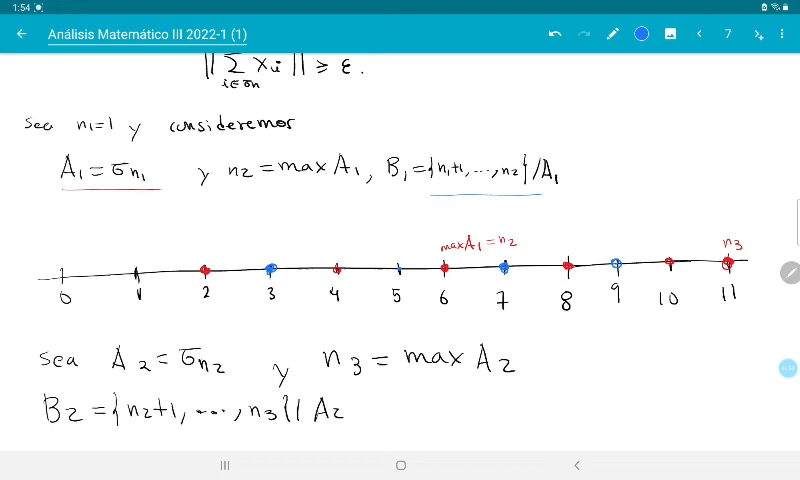 1:54
Análisis Matemático III 2022-1 (1)
7
|| Σ xᵢ || ≥ ε.
i∈σn
Sea n₁=1 y consideremos
A₁ = σn₁ y n₂ = max A₁, B₁ = {n₁+1, ..., n₂} / A₁
max A₁ = n₂ n₃
0 1 2 3 4 5 6 7 8 9 10 11
Sea A₂ = σn₂ y n₃ = max A₂
B₂ = {n₂+1, ..., n₃} \ A₂